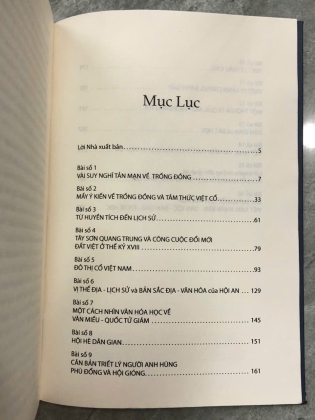 Mục Lục
Lời Nhà xuất bản 5
Bài số 1
VÀI SUY NGHĨ TẢN MẠN VỀ TRỐNG ĐỒNG 7
Bài số 2
MẤY Ý KIẾN VỀ TRỐNG ĐỒNG VÀ TÂM THỨC VIỆT CỔ 33
Bài số 3
TỪ HUYỀN TÍCH ĐẾN LỊCH SỬ 61
Bài số 4
TÂY SƠN QUANG TRUNG VÀ CÔNG CUỘC ĐỔI MỚI
ĐẤT VIỆT Ở THẾ KỶ XVIII 79
Bài số 5
ĐÔ THỊ CỔ VIỆT NAM 93
Bài số 6
VỊ THẾ ĐỊA - LỊCH SỬ và BẢN SẮC ĐỊA - VĂN HÓA của HỘI AN 129
Bài số 7
MỘT CÁCH NHÌN VĂN HÓA HỌC VỀ
VĂN MIẾU - QUỐC TỬ GIÁM 145
Bài số 8
HỘI HÈ DÂN GIAN 151
Bài số 9
CĂN BẢN TRIẾT LÝ NGƯỜI ANH HÙNG
PHÙ ĐỔNG VÀ HỘI GIÓNG 161